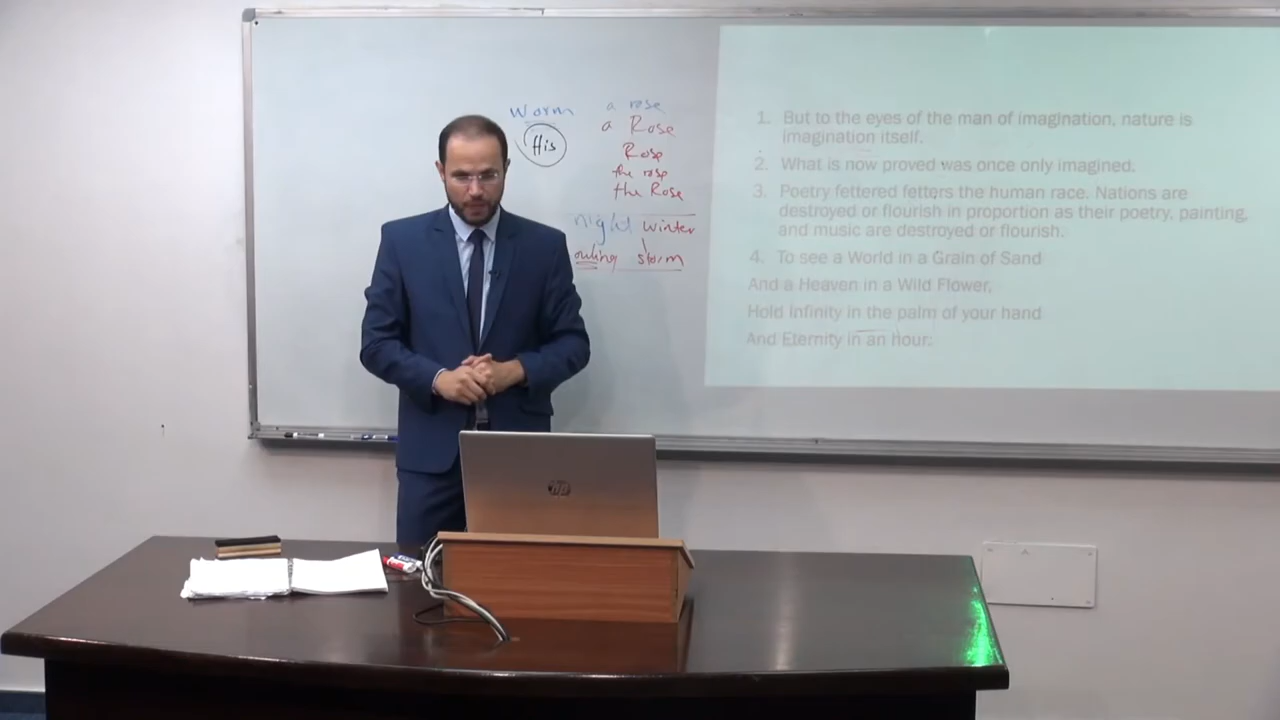 worm
His
a rose
a Rose
Rose
the rose
the Rose
night winter
owling storm
1. But to the eyes of the man of imagination, nature is
imagination itself.
2. What is now proved was once only imagined.
3. Poetry fettered fetters the human race. Nations are
destroyed or flourish in proportion as their poetry, painting,
and music are destroyed or flourish.
4. To see a World in a Grain of Sand
And a Heaven in a Wild Flower,
Hold Infinity in the palm of your hand
And Eternity in an hour.
hp